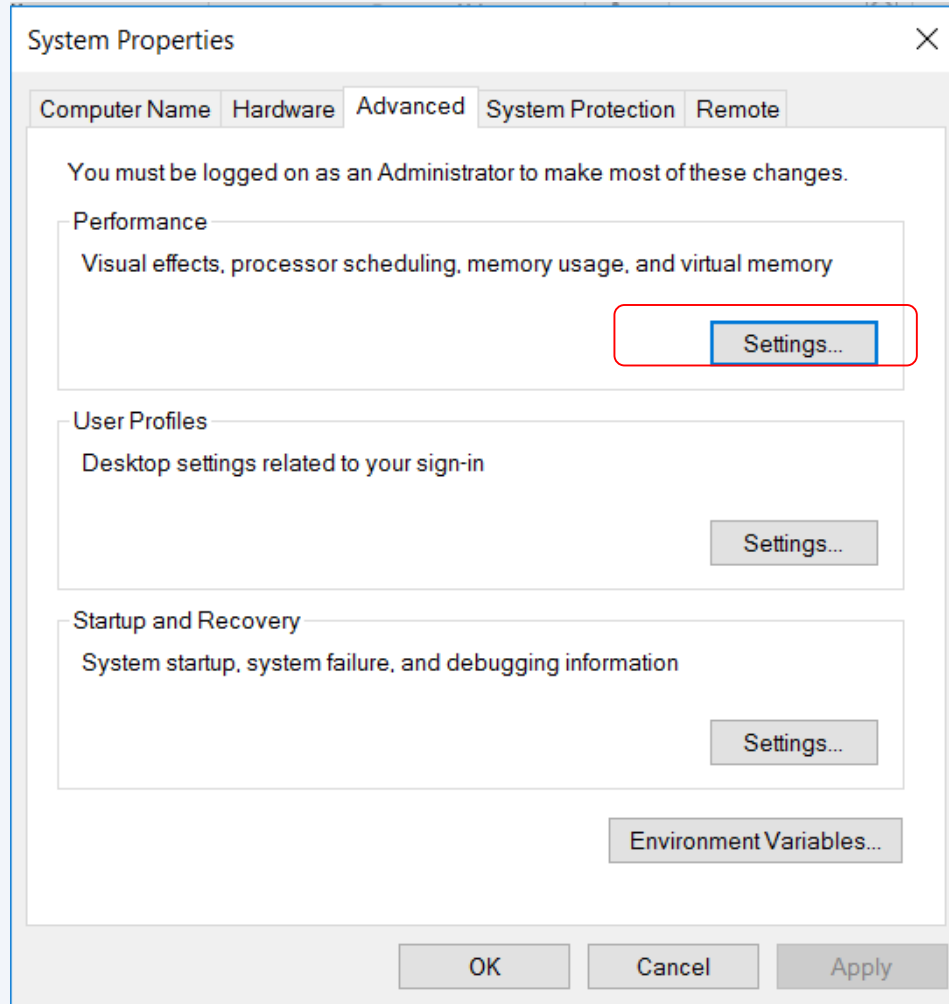 System Properties
Computer Name Hardware Advanced System Protection Remote
You must be logged on as an Administrator to make most of these changes.
Performance
Visual effects, processor scheduling, memory usage, and virtual memory
Settings...
User Profiles
Desktop settings related to your sign-in
Settings...
Startup and Recovery
System startup, system failure, and debugging information
Settings...
Environment Variables...
OK Cancel Apply